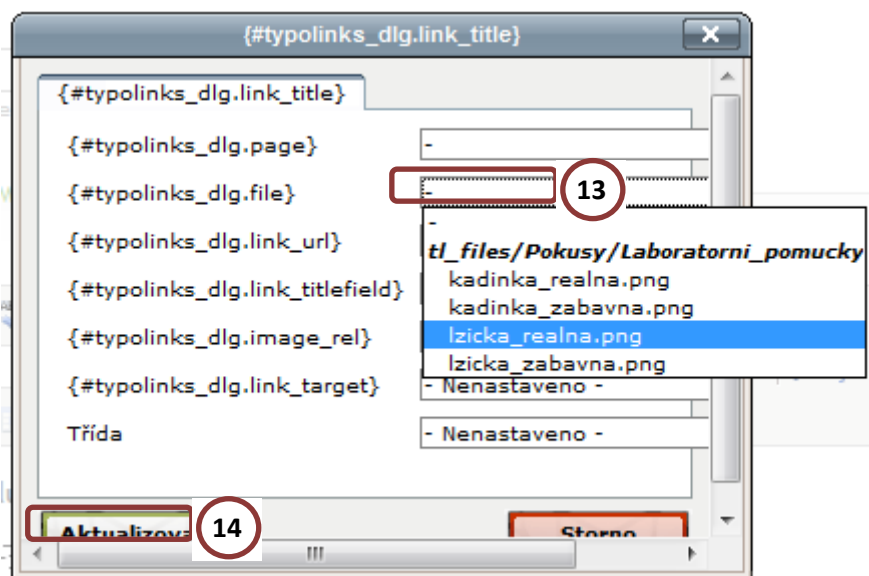 {#typolinks_dlg.link_title}
{#typolinks_dlg.link_title}
{#typolinks_dlg.page} -
{#typolinks_dlg.file} - 13
-
tl_files/Pokusy/Laboratorni_pomucky
{#typolinks_dlg.link_url}
kadinka_realna.png
{#typolinks_dlg.link_titlefield}
kadinka_zabavna.png
{#typolinks_dlg.image_rel}
lzicka_realna.png
lzicka_zabavna.png
{#typolinks_dlg.link_target} - Nenastaveno -
Třída - Nenastaveno -
Aktualizova 14 Storno